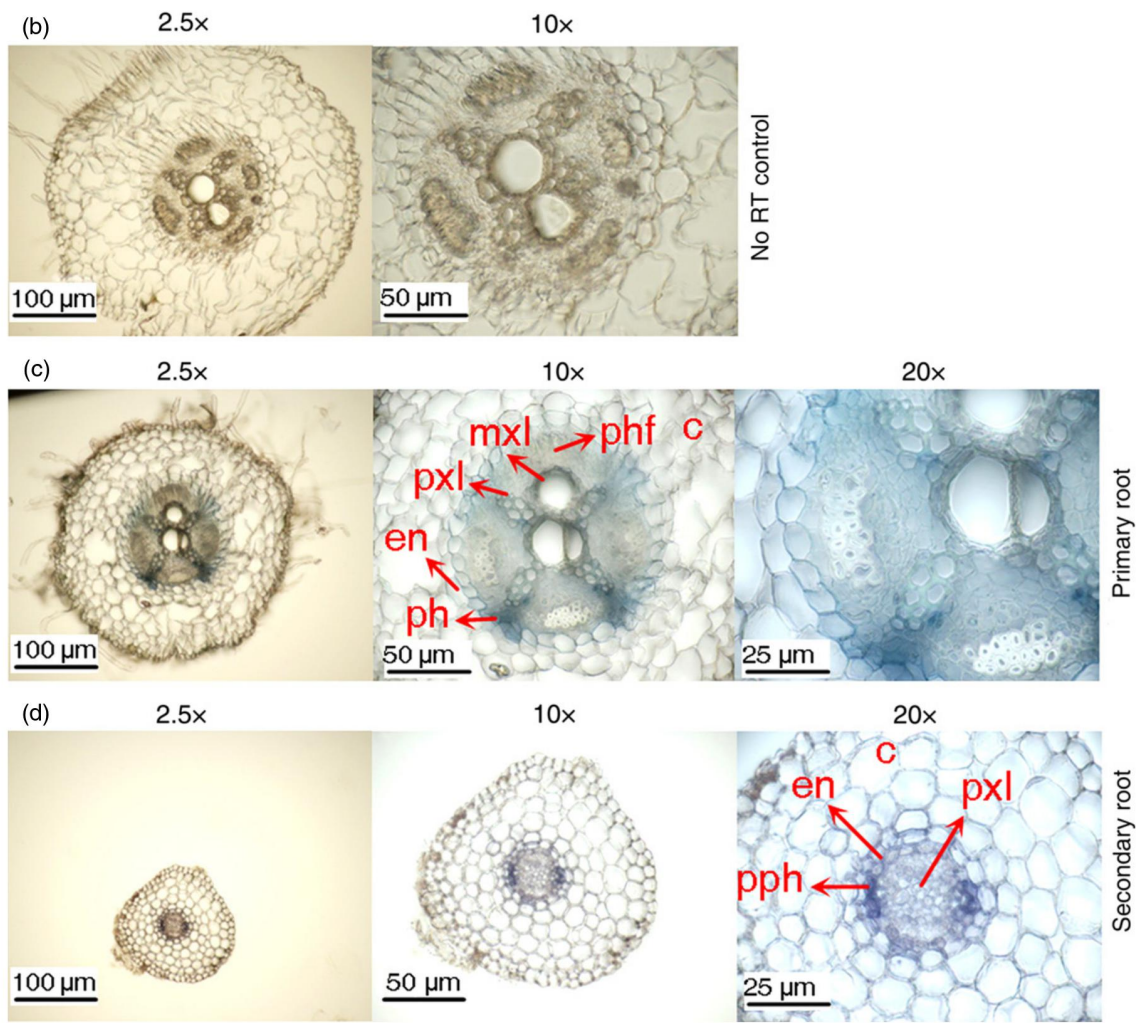 (b)
2.5×
10×
100 µm
50 µm
No RT control
(c)
2.5×
10×
20×
mxl
phf
c
pxl
en
ph
100 µm
50 µm
25 µm
Primary root
(d)
2.5×
10×
20×
c
en
pxl
pph
100 µm
50 µm
25 µm
Secondary root